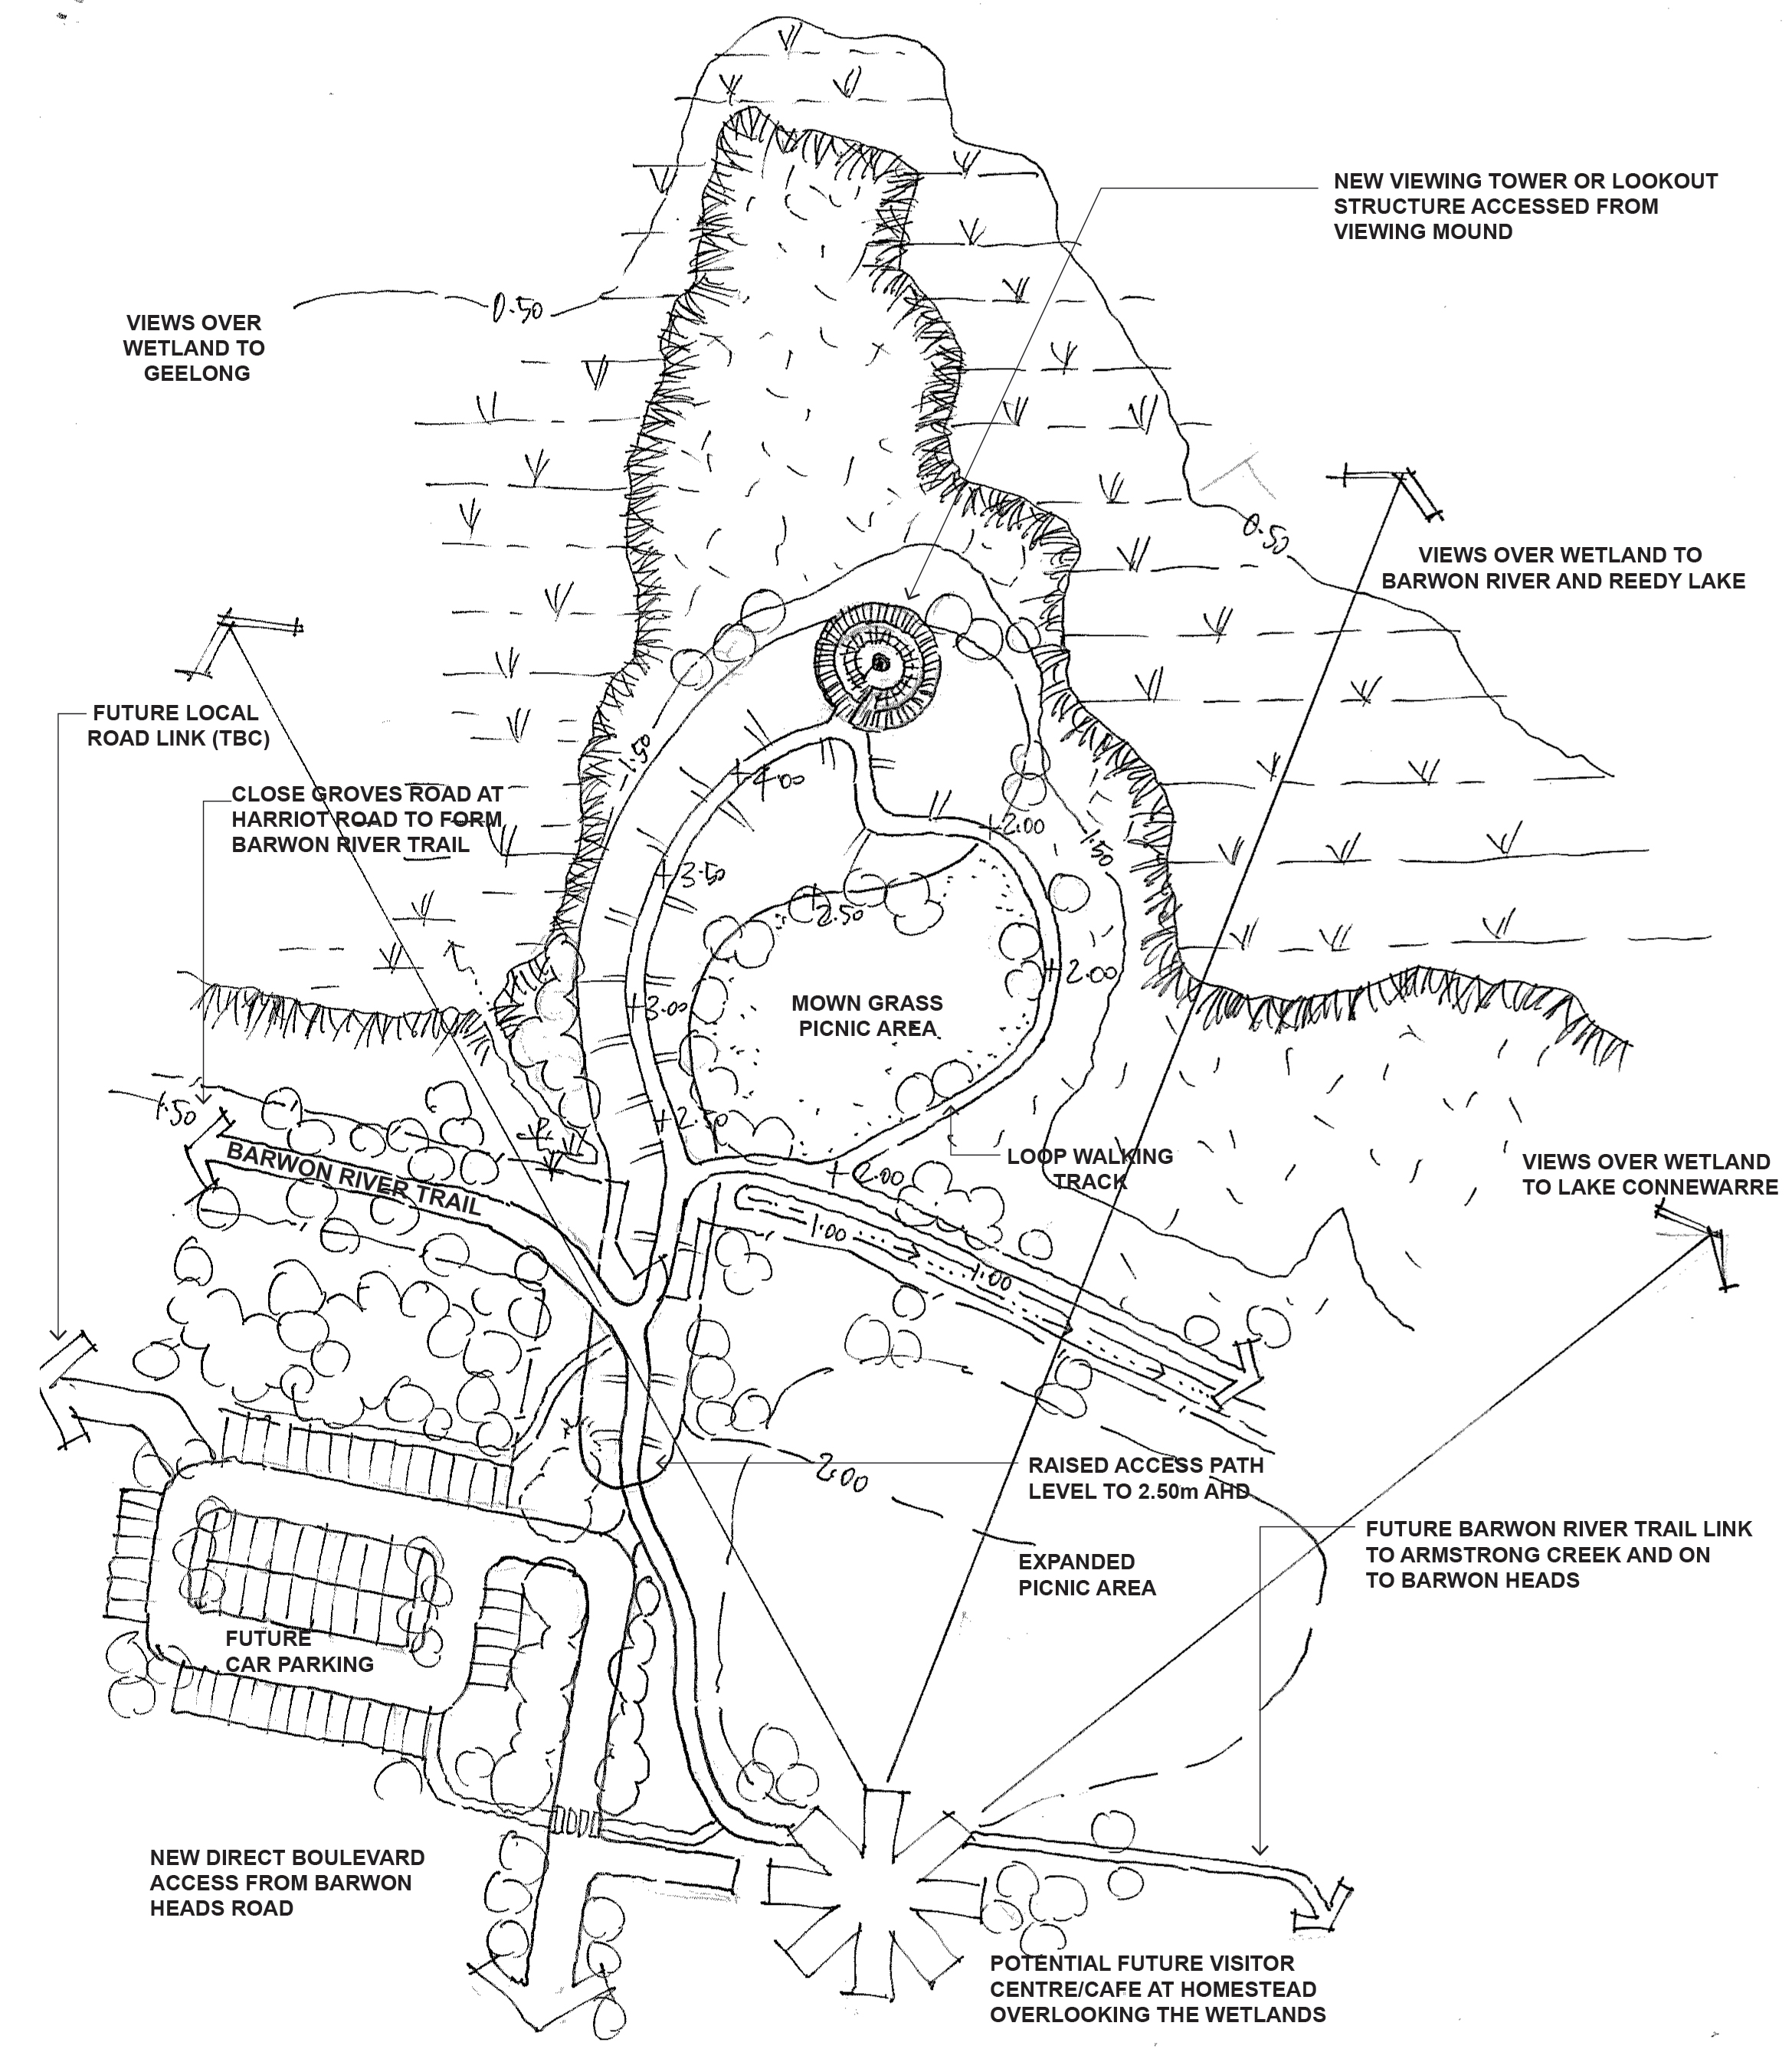 NEW VIEWING TOWER OR LOOKOUT
STRUCTURE ACCESSED FROM
VIEWING MOUND
0.50
VIEWS OVER
WETLAND TO
GEELONG
0.50
VIEWS OVER WETLAND TO
BARWON RIVER AND REEDY LAKE
FUTURE LOCAL
ROAD LINK (TBC)
1.50
+4.00
CLOSE GROVES ROAD AT
HARRIOT ROAD TO FORM
BARWON RIVER TRAIL
+2.00
1.50
+3.50
+2.50
+2.00
MOWN GRASS
PICNIC AREA
+3.00
1.50
+2.50
BARWON RIVER TRAIL
LOOP WALKING
TRACK
+2.00
VIEWS OVER WETLAND
TO LAKE CONNEWARRE
1.00
1.00
2.00
RAISED ACCESS PATH
LEVEL TO 2.50m AHD
FUTURE BARWON RIVER TRAIL LINK
TO ARMSTRONG CREEK AND ON
TO BARWON HEADS
EXPANDED
PICNIC AREA
FUTURE
CAR PARKING
NEW DIRECT BOULEVARD
ACCESS FROM BARWON
HEADS ROAD
POTENTIAL FUTURE VISITOR
CENTRE/CAFE AT HOMESTEAD
OVERLOOKING THE WETLANDS